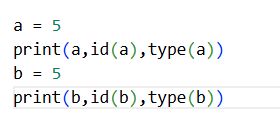 a = 5
print(a,id(a),type(a))
b = 5
print(b,id(b),type(b))